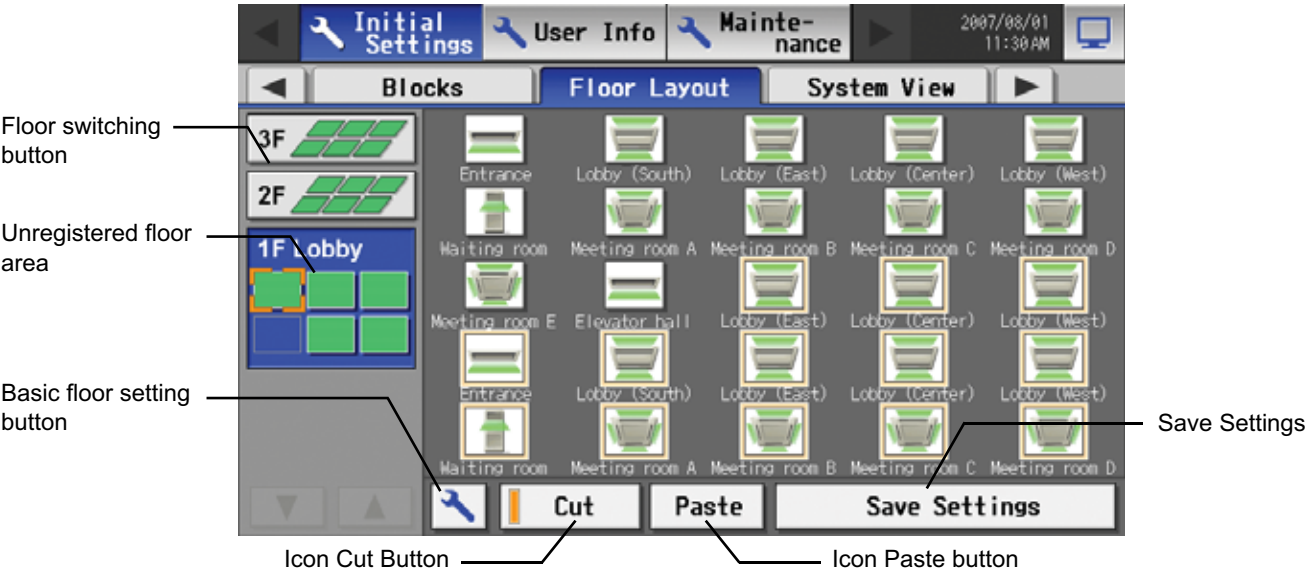 Initial
Settings
User Info
Mainte-
nance
2007/08/01
11:30 AM
Blocks
Floor Layout
System View
Floor switching
button
3F
2F
Unregistered floor
area
1F Lobby
Basic floor setting
button
Entrance Lobby (South) Lobby (East) Lobby (Center) Lobby (West)
Waiting room Meeting room A Meeting room B Meeting room C Meeting room D
Meeting room E Elevator hall Lobby (East) Lobby (Center) Lobby (West)
Entrance Lobby (South) Lobby (East) Lobby (Center) Lobby (West)
Waiting room Meeting room A Meeting room B Meeting room C Meeting room D
Save Settings
Cut
Paste
Save Settings
Icon Cut Button
Icon Paste button